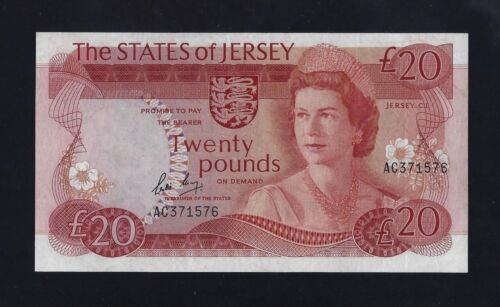 The STATES of JERSEY
£20
PROMISE TO PAY
THE BEARER
JERSEY. C.I.
Twenty
pounds
ON DEMAND
AC371576
TREASURER OF THE STATES
AC371576
£20
£20